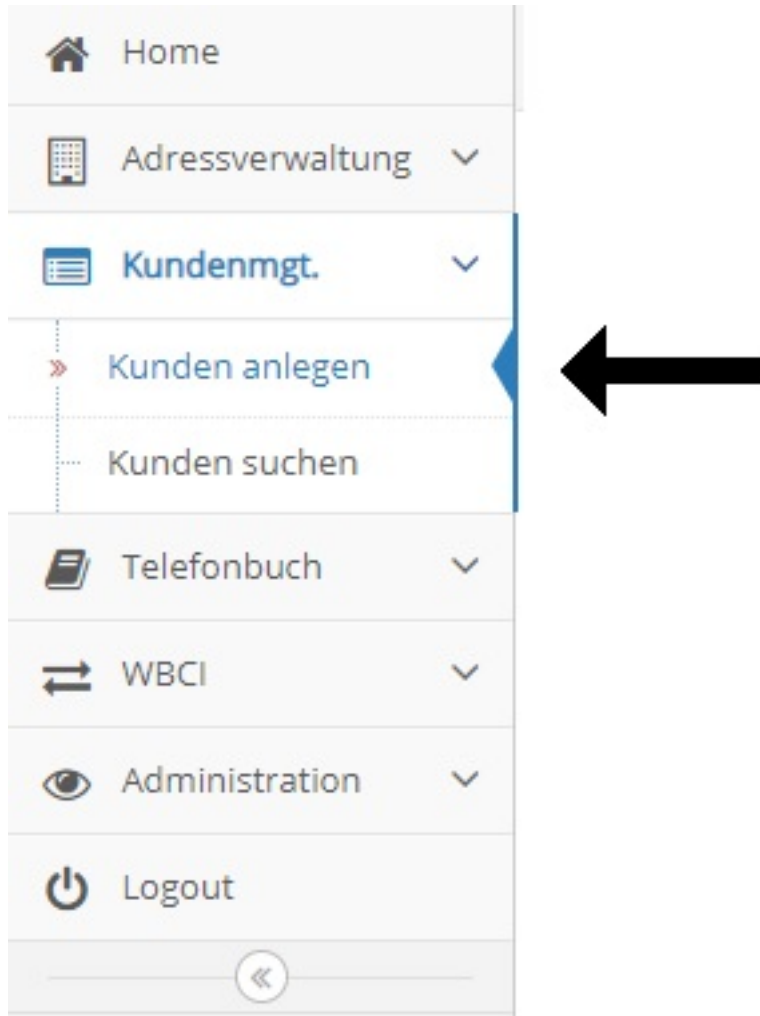 Home
Adressverwaltung
Kundenmgt.
Kunden anlegen
Kunden suchen
Telefonbuch
WBCI
Administration
Logout